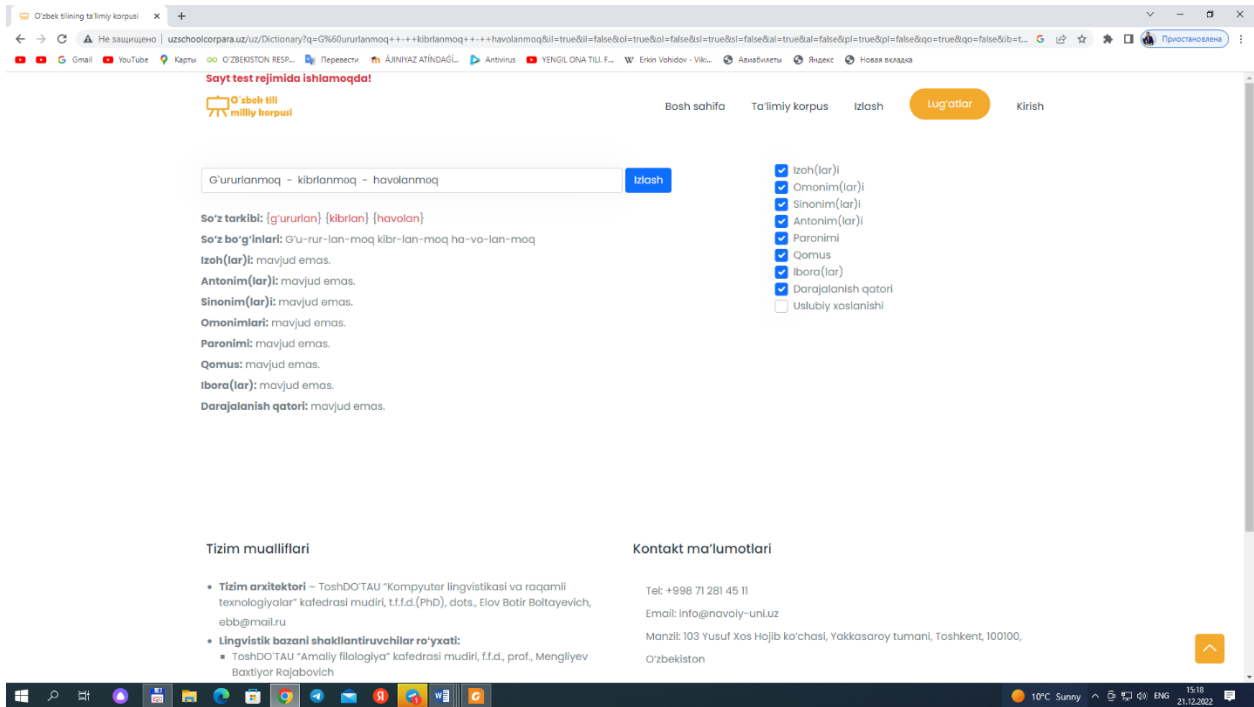 O'zbek tilining ta'limiy korpusi
Не защищено | uzschoolcorpara.uz/uz/Dictionary?q=G%60ururlanmoq++-++kibrlanmoq++-++havolanmoq&il=true&il=false&ol=true&ol=false&sl=true&sl=false&al=true&al=false&pl=true&pl=false&qo=true&qo=false&ib=t...
Приостановлена
Gmail YouTube Карты O'ZBEKISTON RESP... Перевести ÁJINIYAZ ATÍNDAǴÍ... Antivirus YENGIL ONA TILI. F... Erkin Vohidov - Viki... Авиабилеты Яндекс Новая вкладка
Sayt test rejimida ishlamoqda!
O'zbek tili
milliy korpusi
Bosh sahifa Ta'limiy korpus Izlash Lug'atlar Kirish
G`ururlanmoq - kibrlanmoq - havolanmoq Izlash
So'z tarkibi: {g'ururlan} {kibrlan} {havolan}
So'z bo'g'inlari: G'u-rur-lan-moq kibr-lan-moq ha-vo-lan-moq
Izoh(lar)i: mavjud emas.
Antonim(lar)i: mavjud emas.
Sinonim(lar)i: mavjud emas.
Omonimlari: mavjud emas.
Paronimi: mavjud emas.
Qomus: mavjud emas.
Ibora(lar): mavjud emas.
Darajalanish qatori: mavjud emas.
Izoh(lar)i
Omonim(lar)i
Sinonim(lar)i
Antonim(lar)i
Paronimi
Qomus
Ibora(lar)
Darajalanish qatori
Uslubiy xoslanishi
Tizim mualliflari
• Tizim arxitektori – ToshDO'TAU "Kompyuter lingvistikasi va raqamli
texnologiyalar" kafedrasi mudiri, t.f.f.d.(PhD), dots., Elov Botir Boltayevich,
ebb@mail.ru
• Lingvistik bazani shakllantiruvchilar ro'yxati:
▪ ToshDO'TAU "Amaliy filologiya" kafedrasi mudiri, f.f.d., prof., Mengliyev
Baxtiyor Rajabovich
Kontakt ma'lumotlari
Tel: +998 71 281 45 11
Email: info@navoiy-uni.uz
Manzil: 103 Yusuf Xos Hojib ko'chasi, Yakkasaroy tumani, Toshkent, 100100,
O'zbekiston
10°C Sunny ENG 15:18
21.12.2022